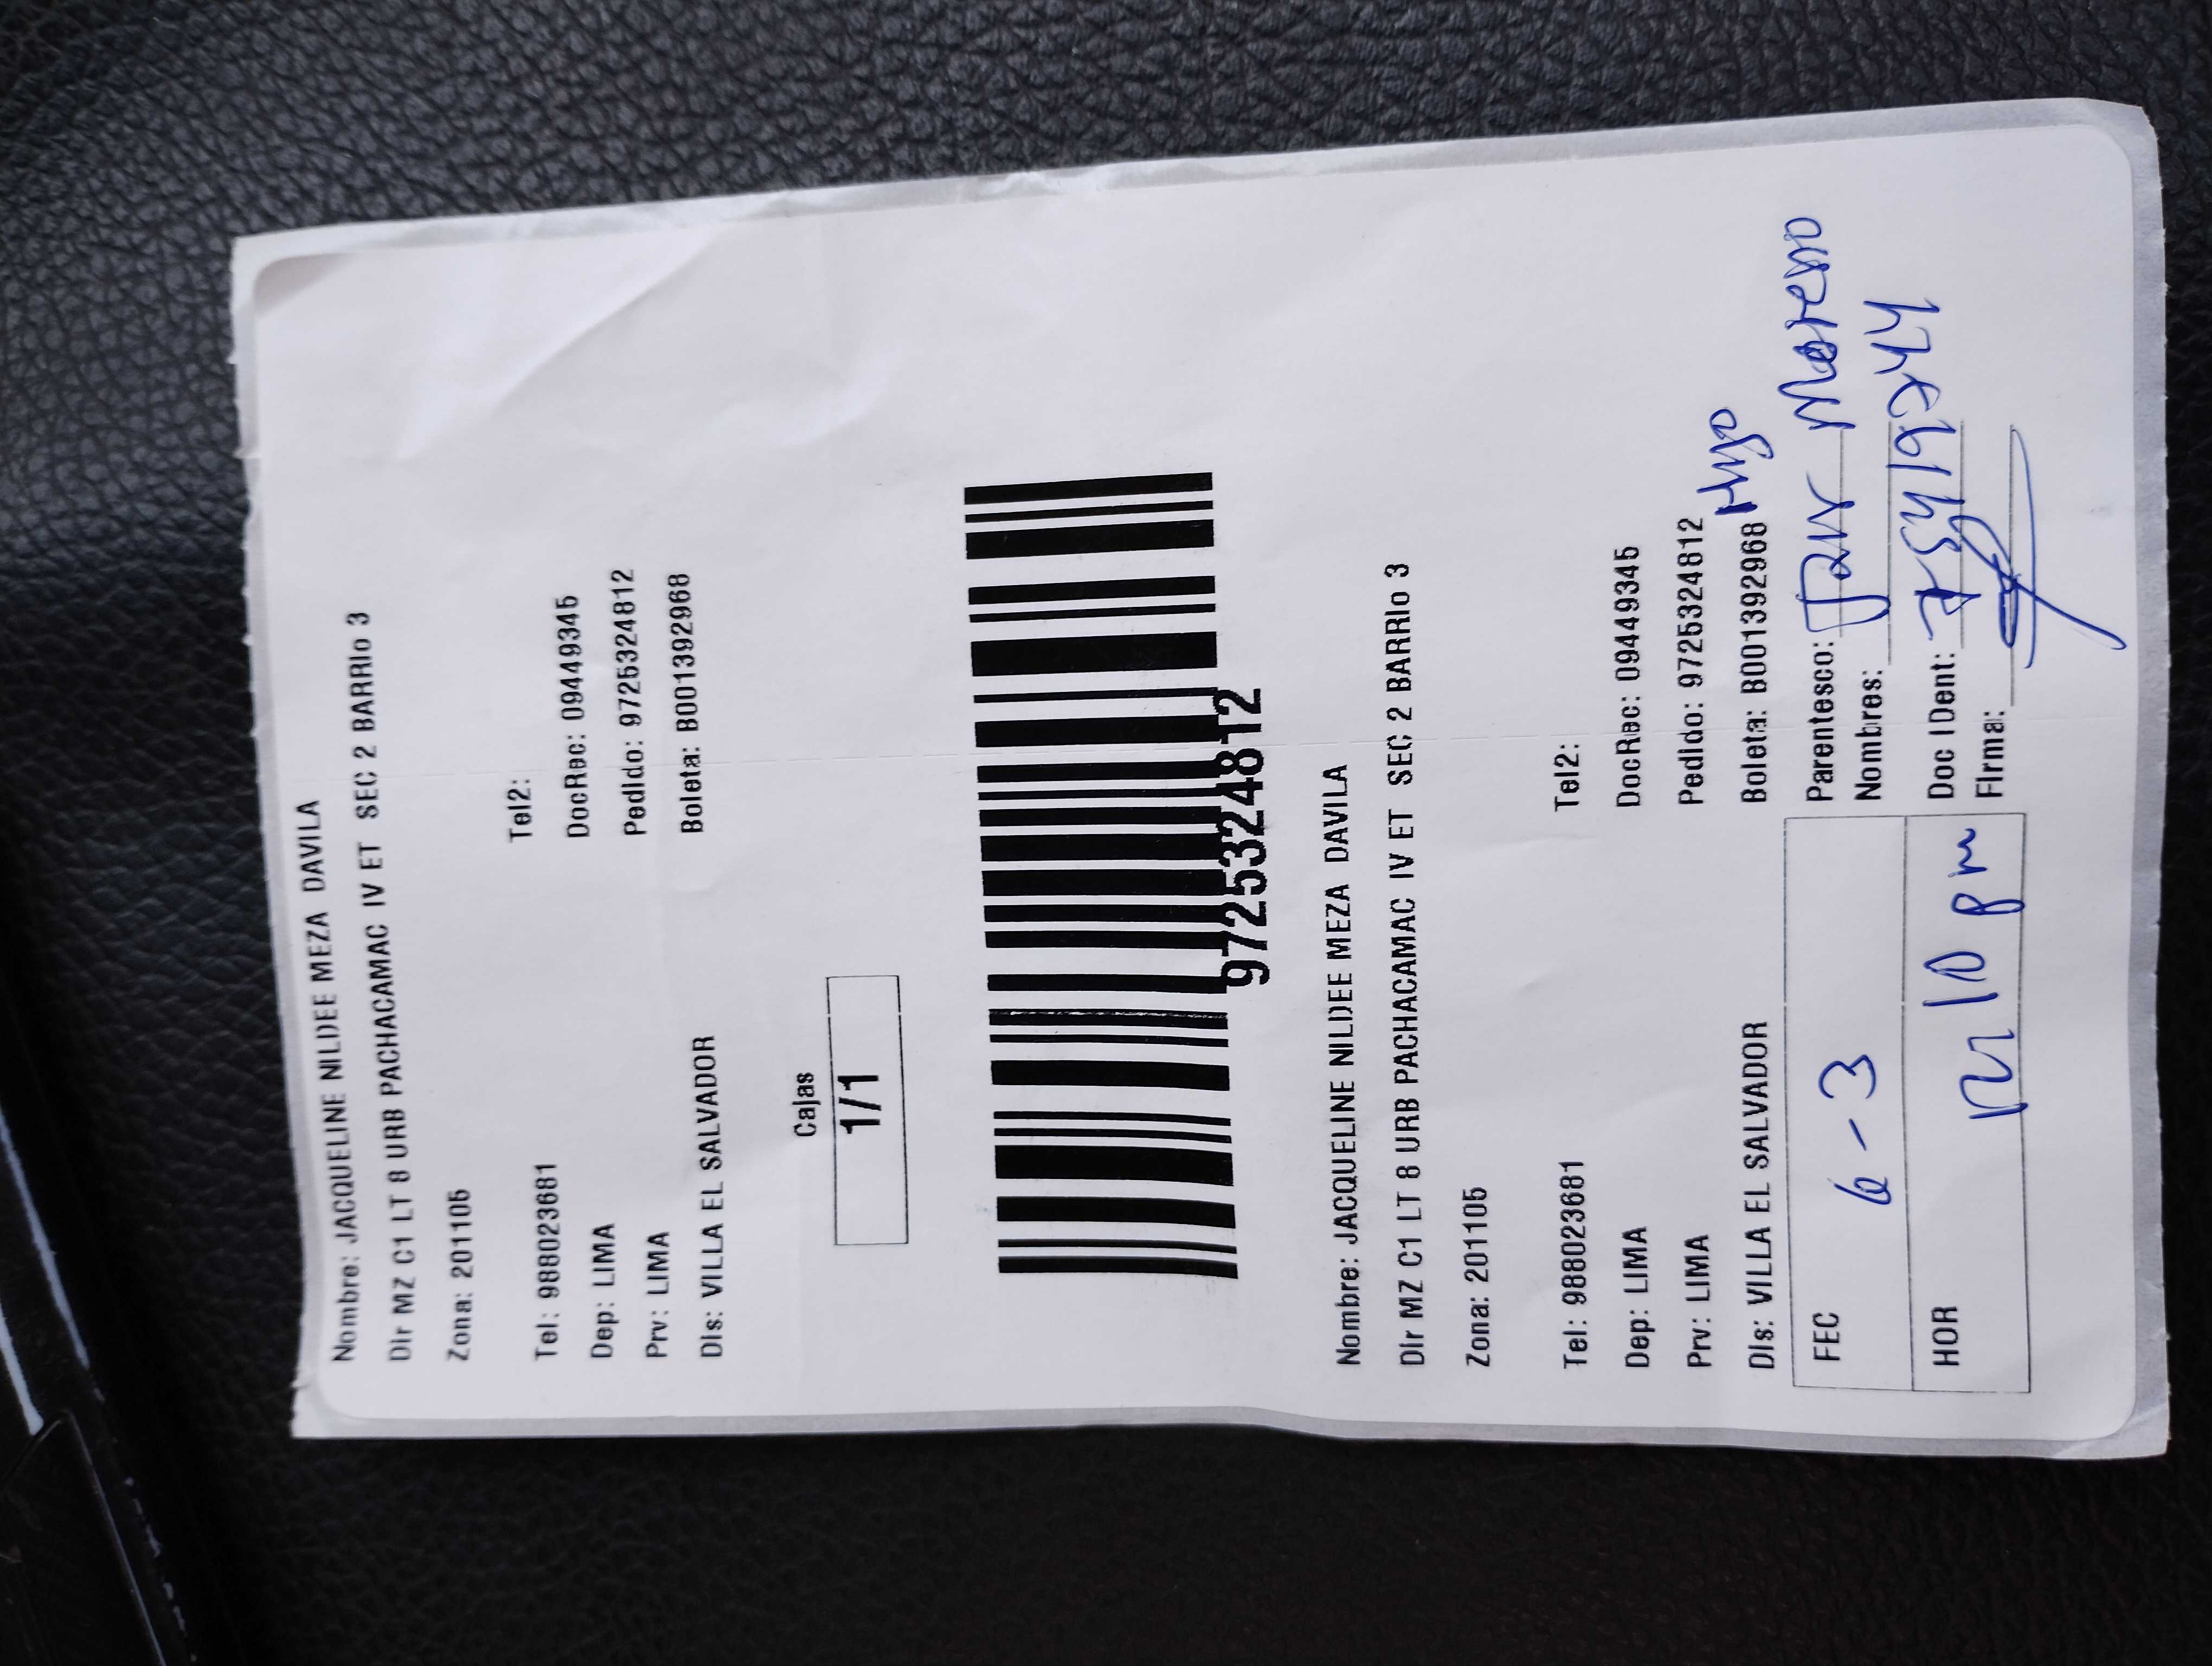 Nombre: JACQUELINE NILDEE MEZA DAVILA
Dir MZ C1 LT 8 URB PACHACAMAC IV ET SEC 2 BARRIo 3
Zona: 201105
Tel: 988023681 Tel2:
Dep: LIMA DocRec: 09449345
Prv: LIMA Pedido: 9725324812
Dis: VILLA EL SALVADOR Boleta: B001392968
Cajas
1/1
9725324812
Nombre: JACQUELINE NILDEE MEZA DAVILA
Dir MZ C1 LT 8 URB PACHACAMAC IV ET SEC 2 BARRIo 3
Zona: 201105
Tel: 988023681 Tel2:
Dep: LIMA DocRec: 09449345
Prv: LIMA Pedido: 9725324812
Dis: VILLA EL SALVADOR Boleta: B001392968
FEC 6-3 Parentesco: Moreno
Nombres:
HOR 10 pm Doc IDent:
Firma: